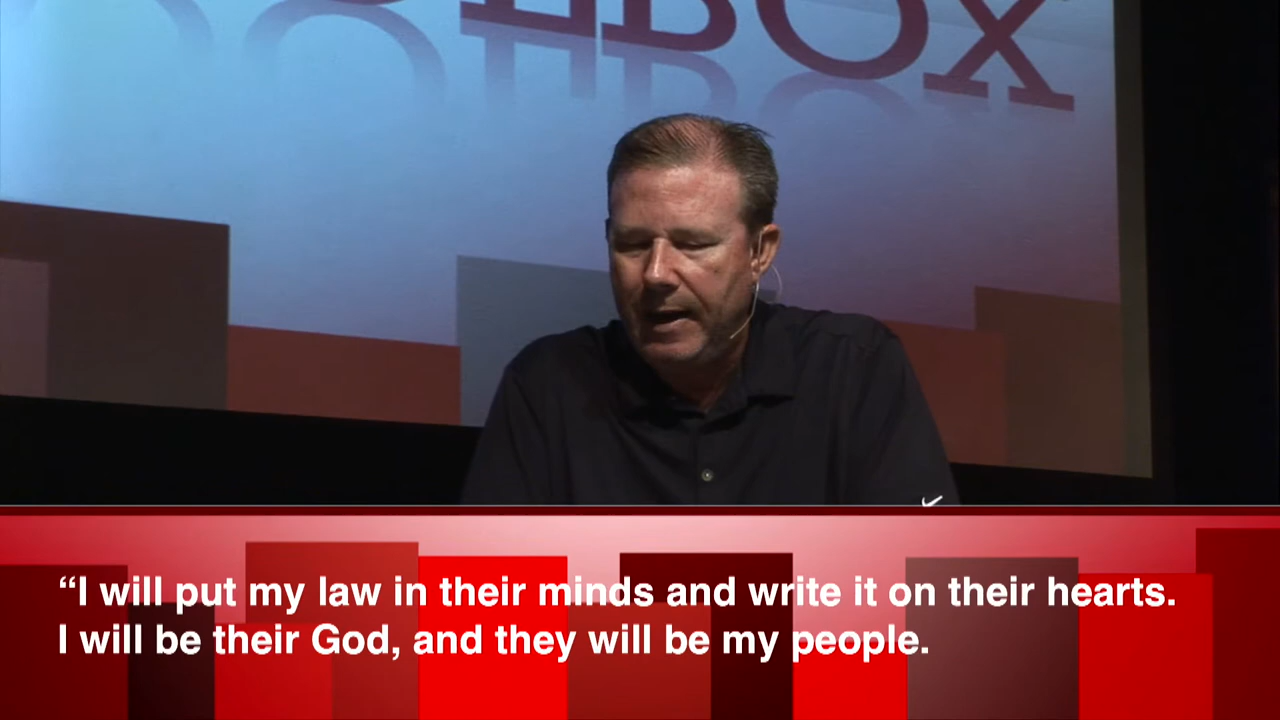 “I will put my law in their minds and write it on their hearts.
I will be their God, and they will be my people.